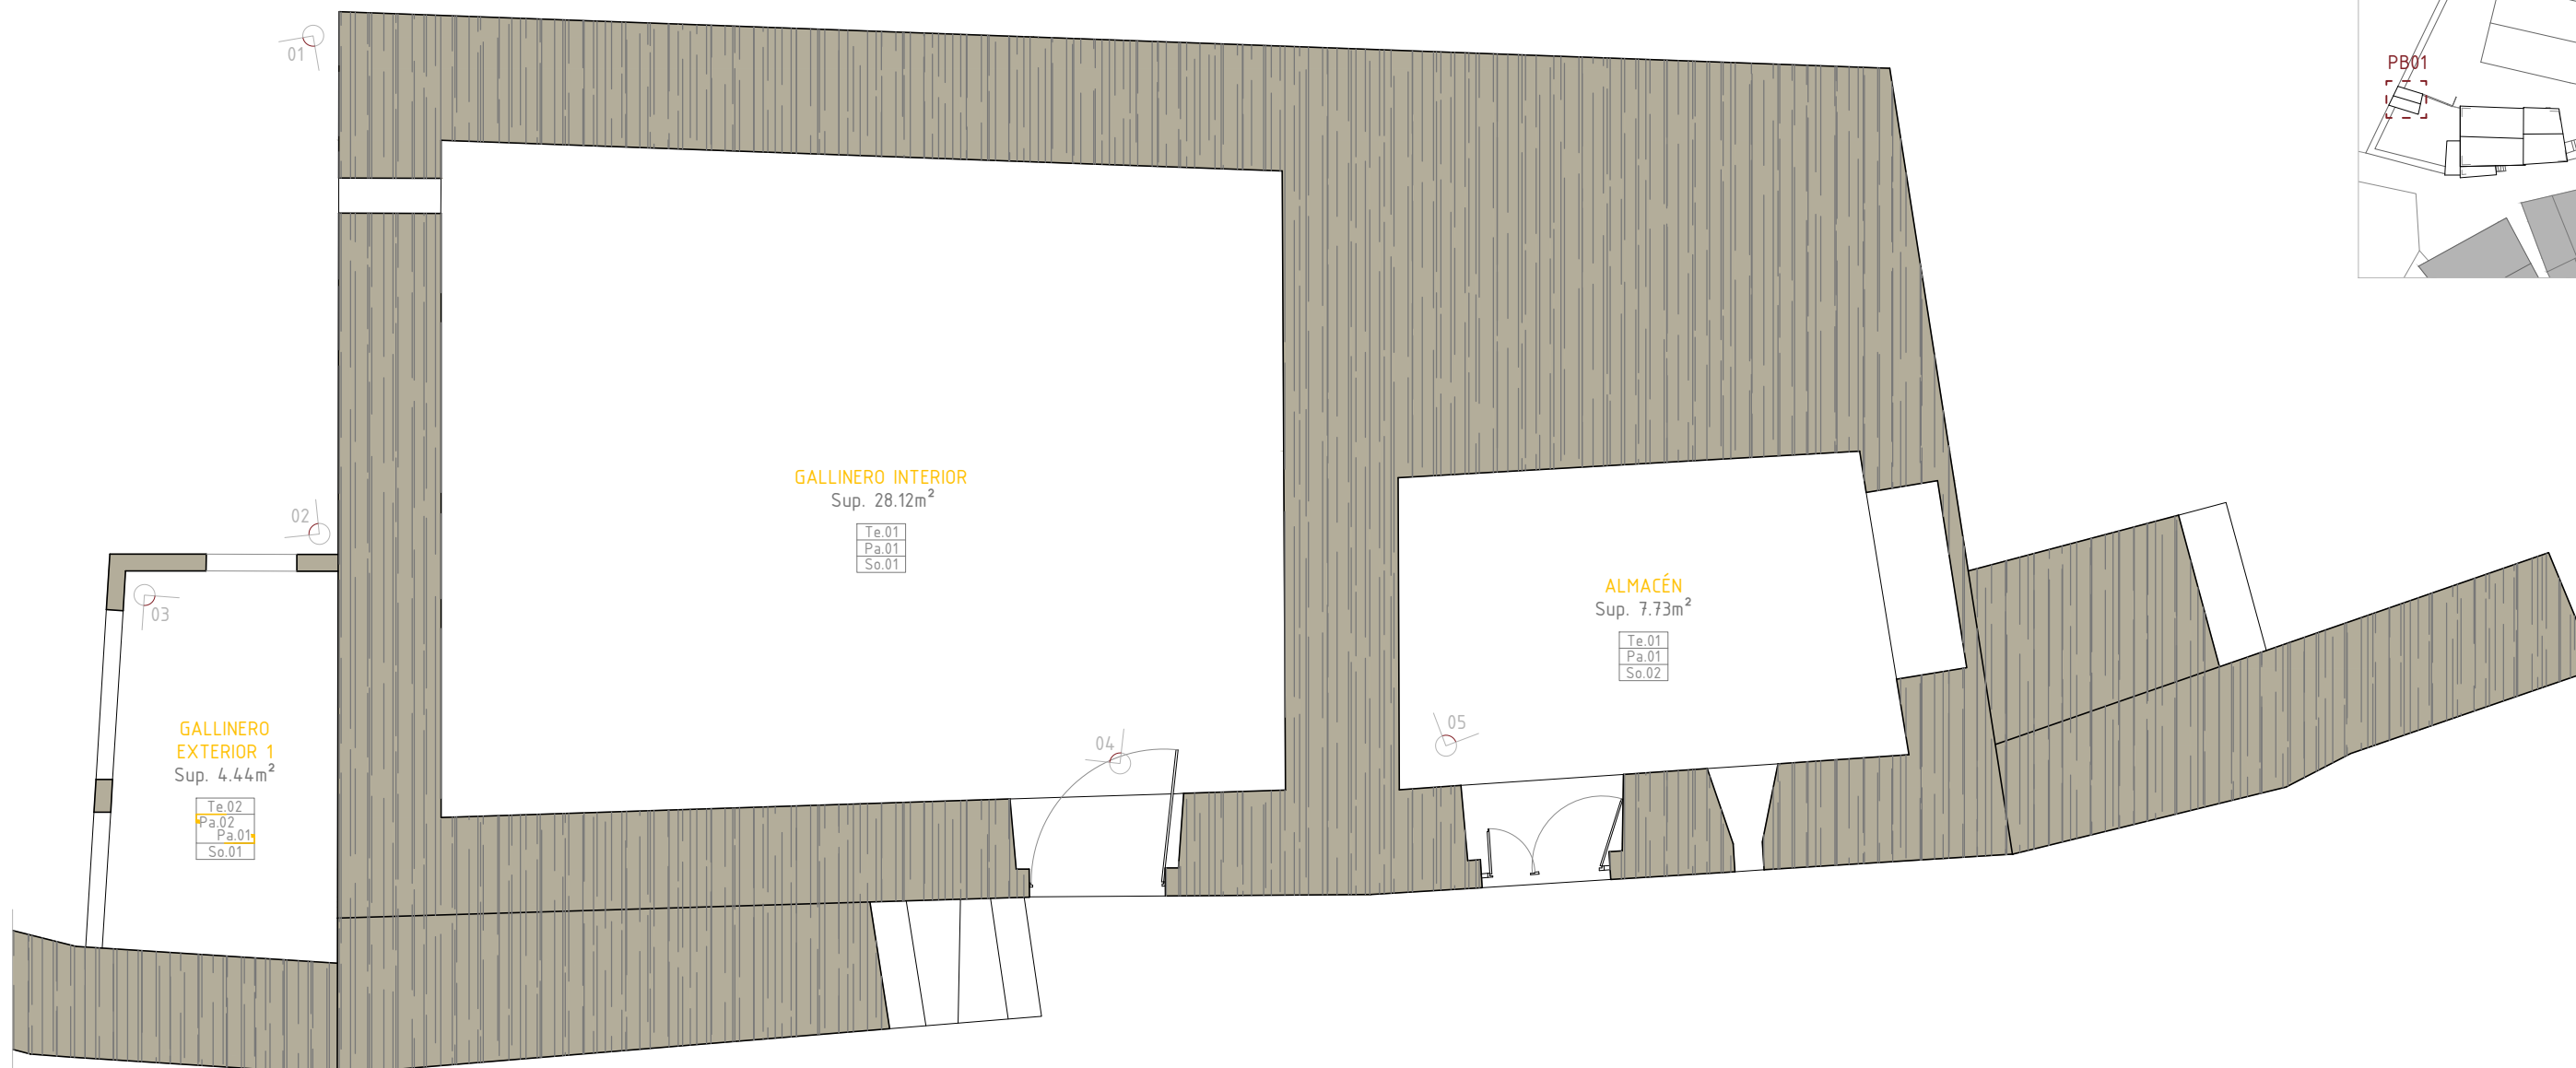 01
PB01
02
GALLINERO INTERIOR
Sup. 28.12m²
Te.01
Pa.01
So.01
03
ALMACÉN
Sup. 7.73m²
Te.01
Pa.01
So.02
GALLINERO
EXTERIOR 1
Sup. 4.44m²
Te.02
Pa.02
Pa.01
So.01
04
05